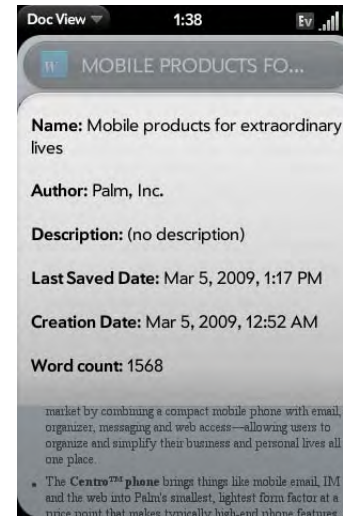 Doc View 1:38 Ev
W MOBILE PRODUCTS FO...
Name: Mobile products for extraordinary
lives
Author: Palm, Inc.
Description: (no description)
Last Saved Date: Mar 5, 2009, 1:17 PM
Creation Date: Mar 5, 2009, 12:52 AM
Word count: 1568
market by combining a compact mobile phone with email,
organizer, messaging and web access—allowing users to
organize and simplify their business and personal lives all
one place.
• The Centro™ phone brings things like mobile email, IM
and the web into Palm's smallest, lightest form factor at a
price point that makes typically high-end phone features